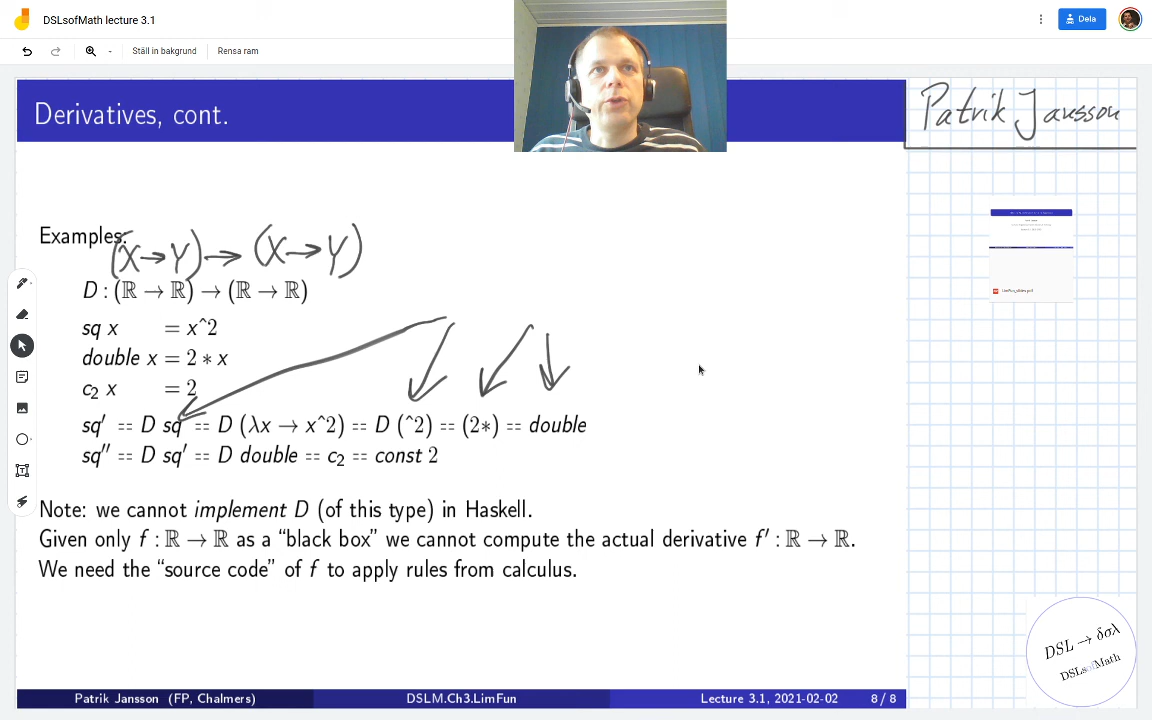 DSLsofMath lecture 3.1
Dela
Ställ in bakgrund
Rensa ram
Derivatives, cont.
Patrik Jansson
Examples:
(X→Y)→(X→Y)
D : (ℝ → ℝ) → (ℝ → ℝ)
sq x = x^2
double x = 2 * x
c₂ x = 2
sq′ == D sq == D (λx → x^2) == D (^2) == (2*) == double
sq′′ == D sq′ == D double == c₂ == const 2
Note: we cannot implement D (of this type) in Haskell.
Given only f : ℝ → ℝ as a “black box” we cannot compute the actual derivative f′ : ℝ → ℝ.
We need the “source code” of f to apply rules from calculus.
DSL → δσλ
DSLsofMath
Patrik Jansson (FP, Chalmers)
DSLM.Ch3.LimFun
Lecture 3.1, 2021-02-02
8 / 8